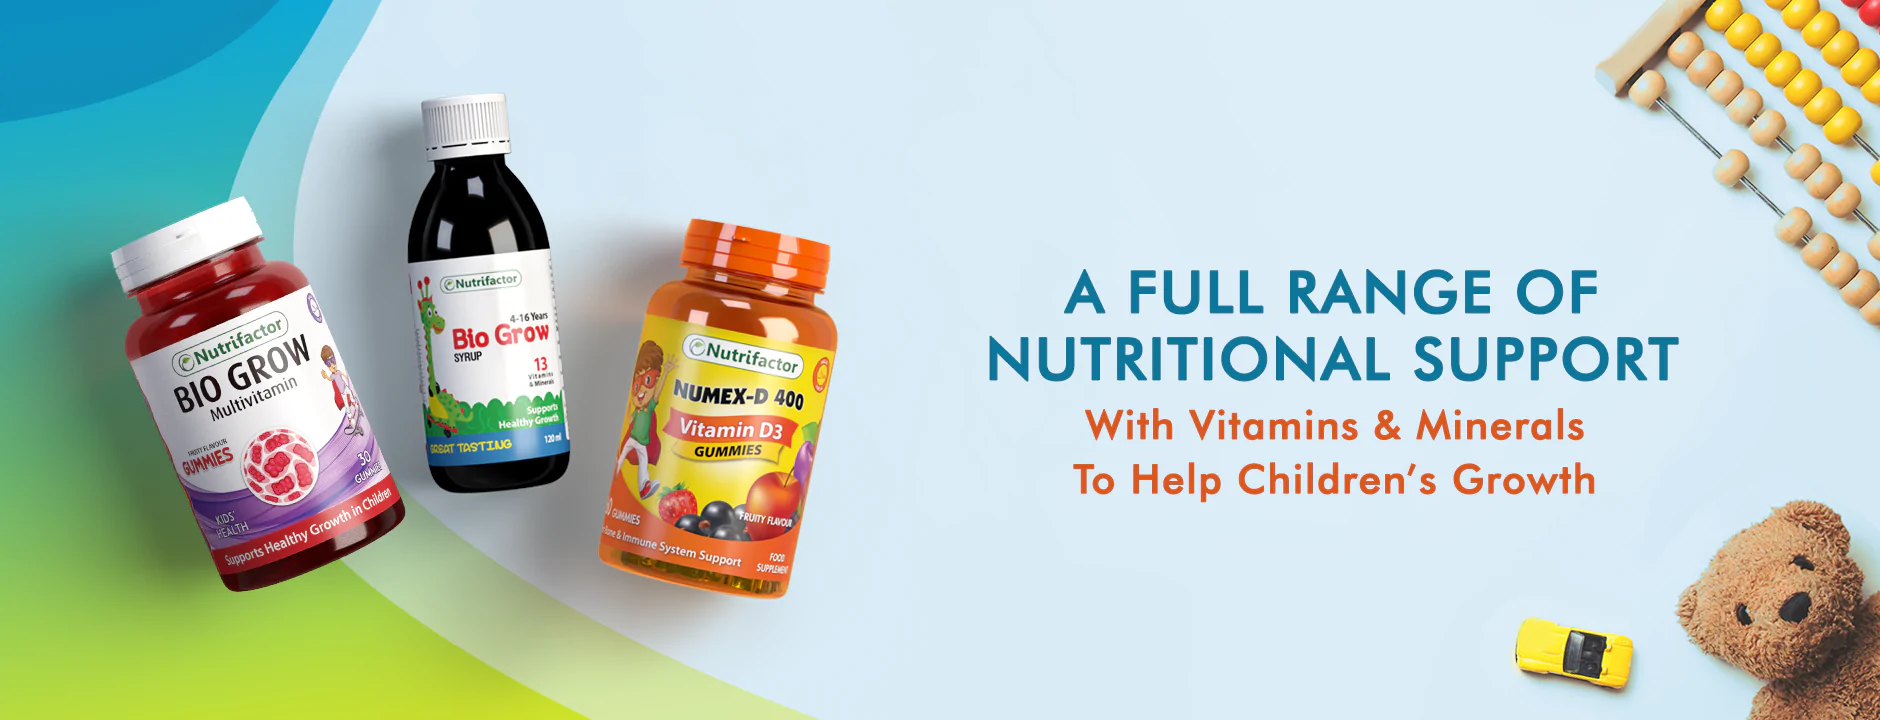 Nutrifactor
BIO GROW
Multivitamin
FRUITY FLAVOUR
GUMMIES
30
GUMMIES
KIDS'
HEALTH
Supports Healthy Growth in Children
Nutrifactor
4-16 Years
Bio Grow
SYRUP
13
Vitamins
& Minerals
Supports
Healthy Growth
GREAT TASTING
120 ml
Nutrifactor
NUMEX-D 400
Vitamin D3
GUMMIES
GUMMIES
FRUITY FLAVOUR
& Immune System Support
FOOD
SUPPLEMENT
A FULL RANGE OF
NUTRITIONAL SUPPORT
With Vitamins & Minerals
To Help Children’s Growth